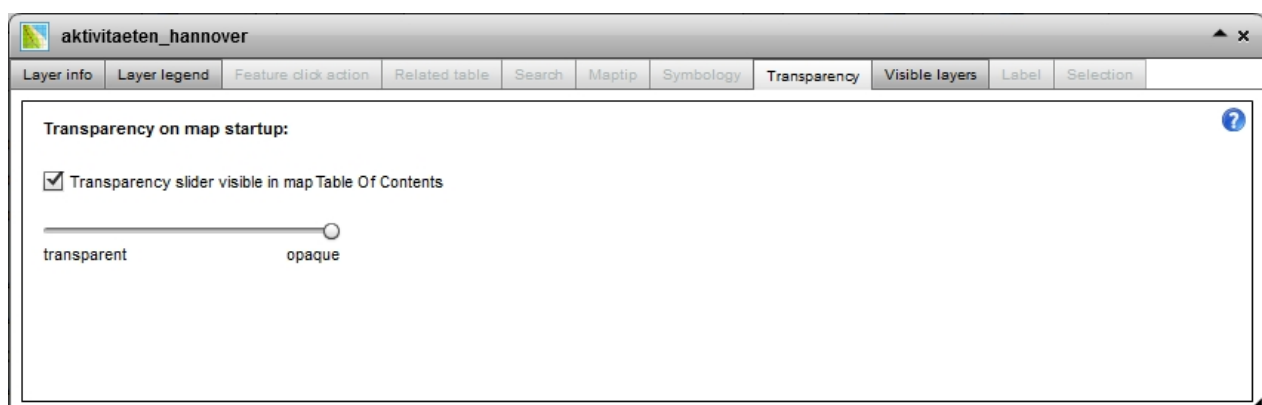 aktivitaeten_hannover
Layer info Layer legend Feature click action Related table Search Maptip Symbology Transparency Visible layers Label Selection
Transparency on map startup:
Transparency slider visible in map Table Of Contents
transparent opaque